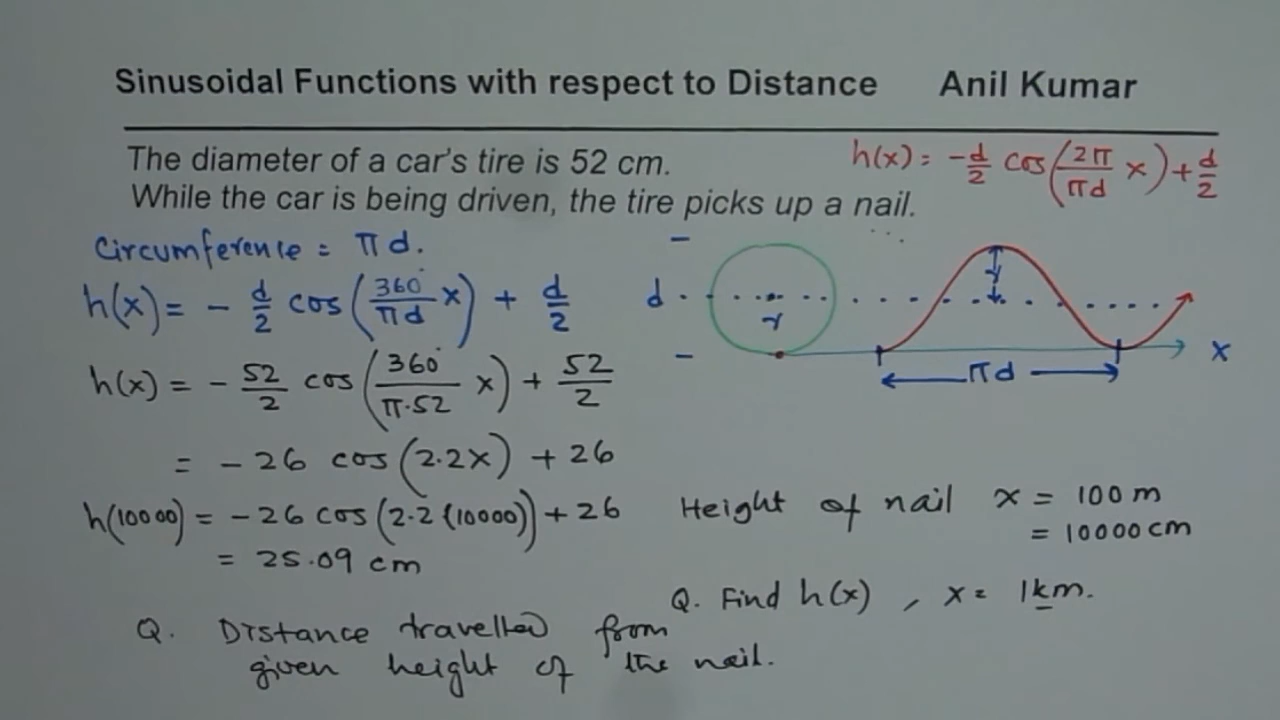 Sinusoidal Functions with respect to Distance Anil Kumar
The diameter of a car's tire is 52 cm.
While the car is being driven, the tire picks up a nail.
h(x) = -d/2 cos(2π/πd x) + d/2
Circumference = πd.
h(x) = - d/2 cos(360°/πd x) + d/2
h(x) = - 52/2 cos(360°/π·52 x) + 52/2
= -26 cos(2.2x) + 26
h(10000) = -26 cos(2.2(10000)) + 26
= 25.09 cm
d
r
r
x
πd
Height of nail x = 100 m
= 10000 cm
Q. Find h(x), x = 1km.
Q. Distance travelled from
given height of the nail.